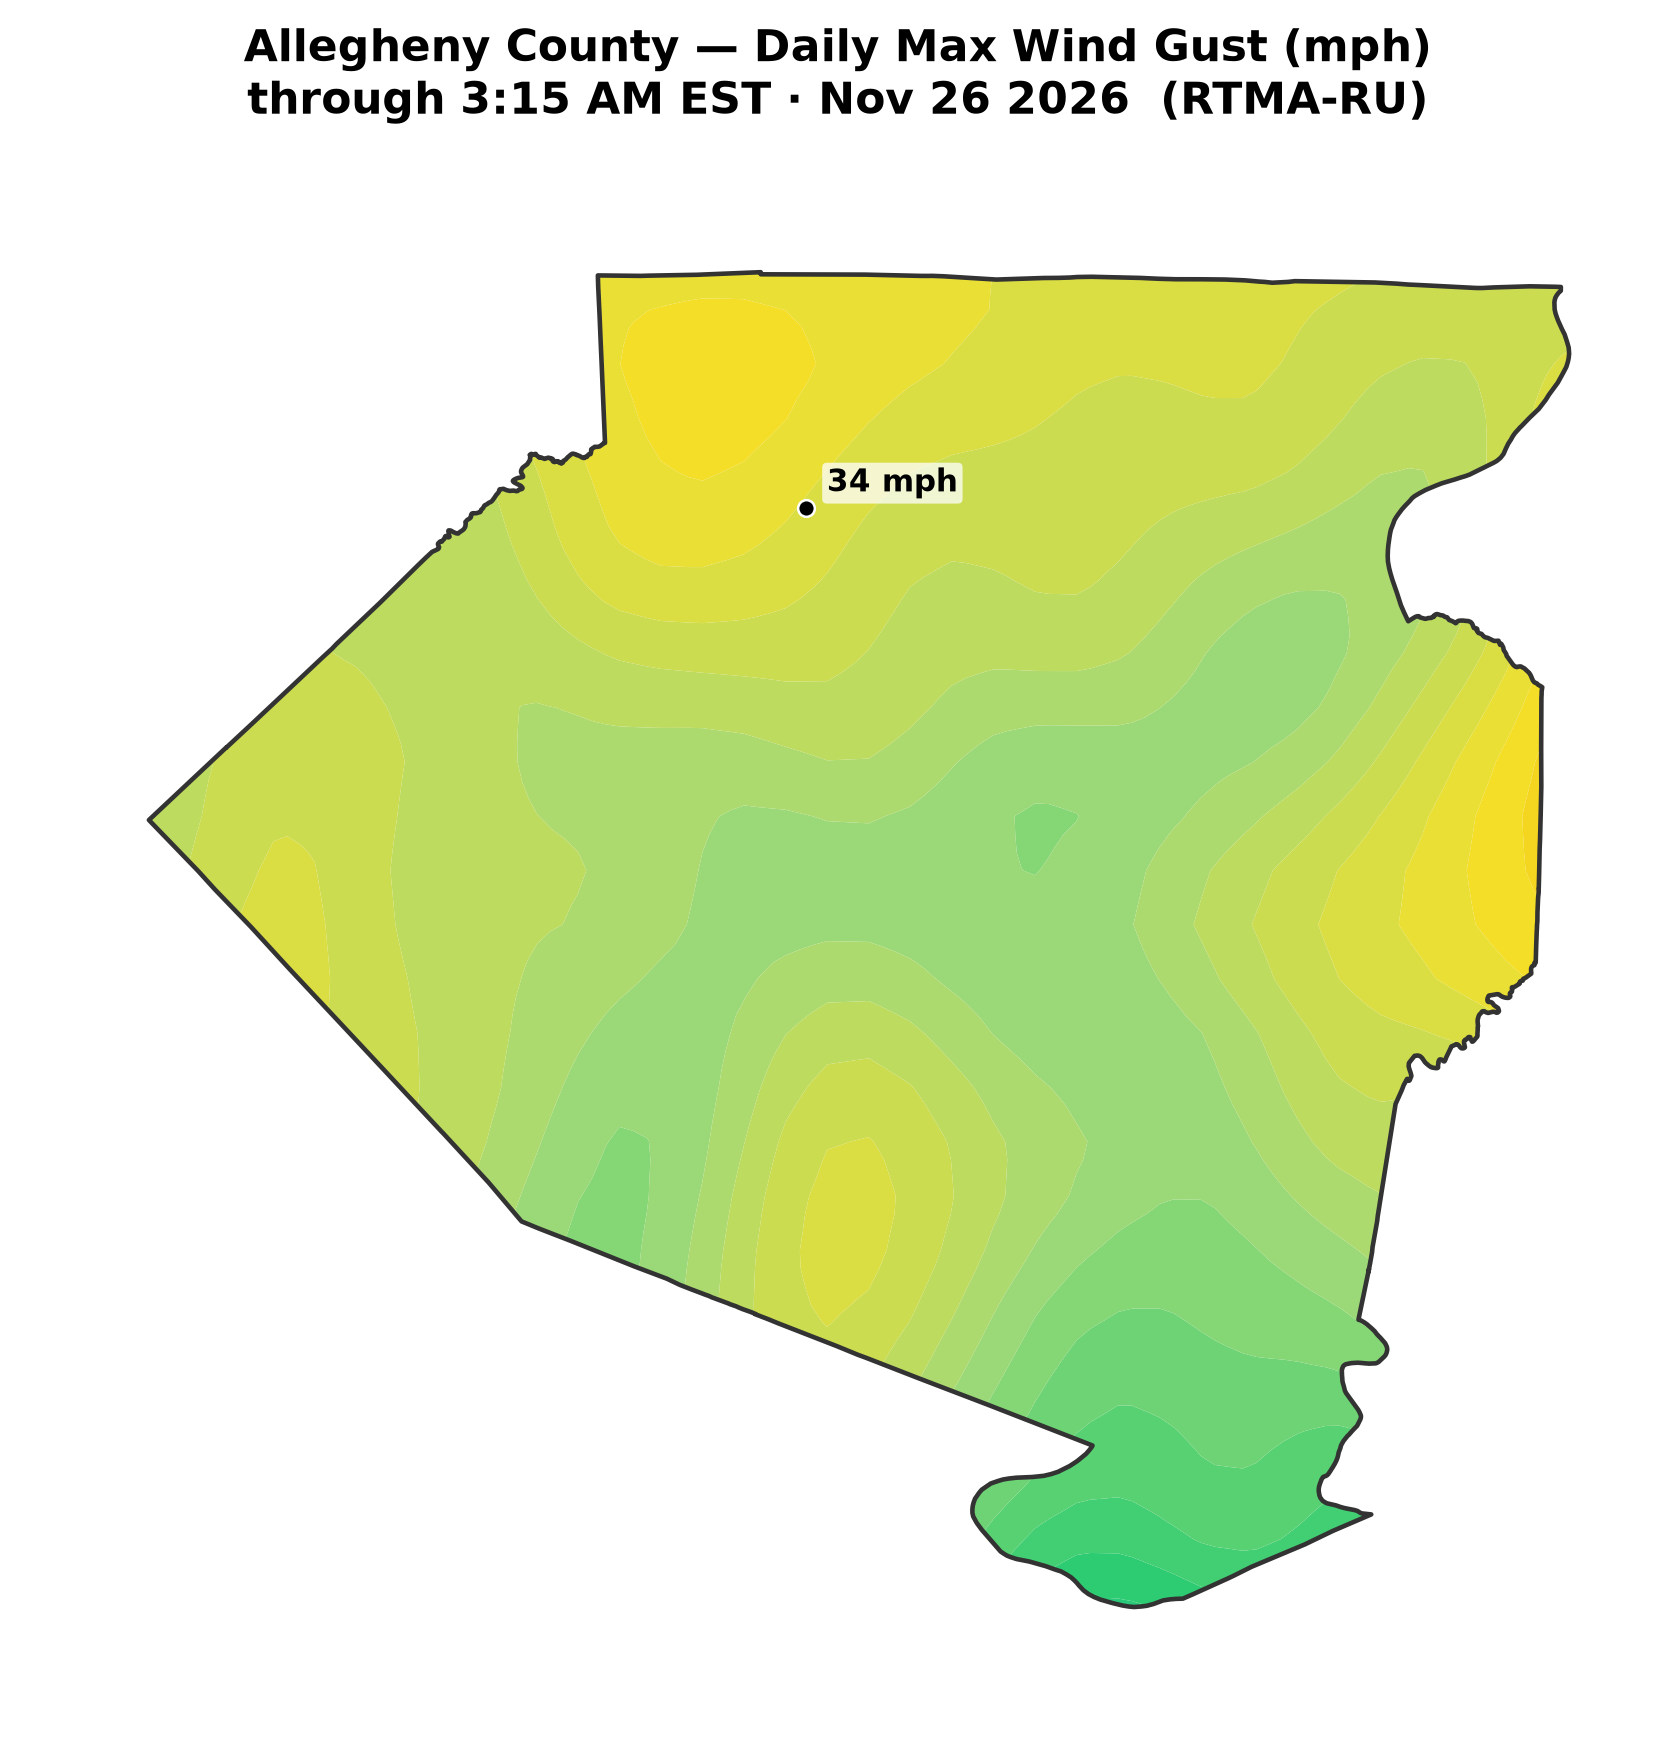 Allegheny County — Daily Max Wind Gust (mph)
through 3:15 AM EST · Nov 26 2026 (RTMA-RU)
34 mph